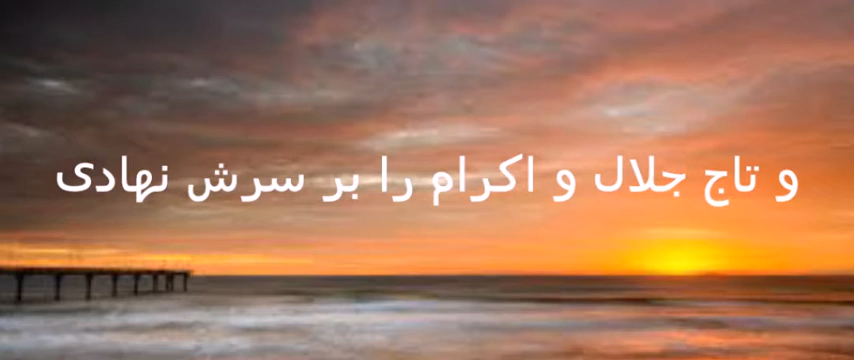 و تاج جلال و اکرام را بر سرش نهادی